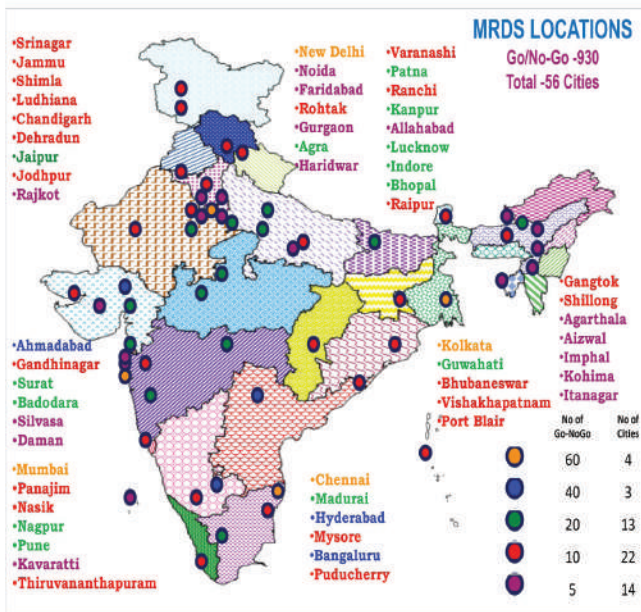 MRDS LOCATIONS
Go/No-Go -930
Total -56 Cities
•Srinagar
•Jammu
•Shimla
•Ludhiana
•Chandigarh
•Dehradun
•Jaipur
•Jodhpur
•Rajkot
•New Delhi
•Noida
•Faridabad
•Rohtak
•Gurgaon
•Agra
•Haridwar
•Varanashi
•Patna
•Ranchi
•Kanpur
•Allahabad
•Lucknow
•Indore
•Bhopal
•Raipur
•Gangtok
•Shillong
•Agarthala
•Aizwal
•Imphal
•Kohima
•Itanagar
•Ahmadabad
•Gandhinagar
•Surat
•Badodara
•Silvasa
•Daman
•Kolkata
•Guwahati
•Bhubaneswar
•Vishakhapatnam
•Port Blair
•Mumbai
•Panajim
•Nasik
•Nagpur
•Pune
•Kavaratti
•Thiruvananthapuram
•Chennai
•Madurai
•Hyderabad
•Mysore
•Bangaluru
•Puducherry
No of Go-NoGo No of Cities
60 4
40 3
20 13
10 22
5 14